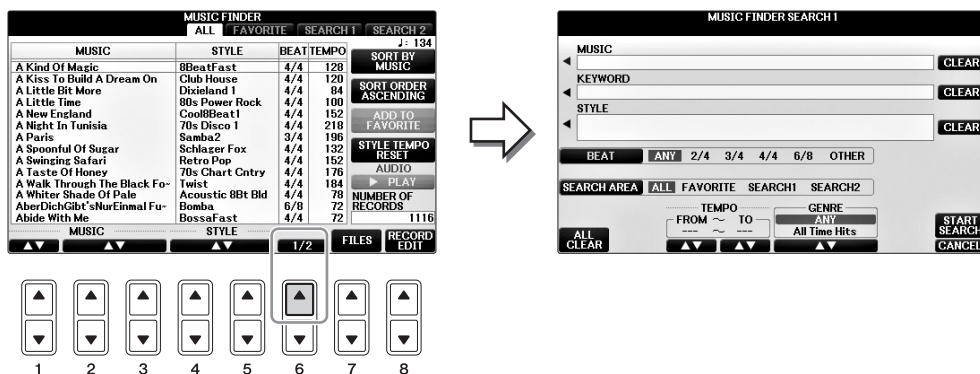 MUSIC FINDER
ALL FAVORITE SEARCH 1 SEARCH 2
♩: 134
MUSIC STYLE BEAT TEMPO
A Kind Of Magic 8BeatFast 4/4 128
A Kiss To Build A Dream On Club House 4/4 120
A Little Bit More Dixieland 1 4/4 84
A Little Time 80s Power Rock 4/4 100
A New England Cool8Beat1 4/4 152
A Night In Tunisia 70s Disco 1 4/4 218
A Paris Samba2 3/4 196
A Spoonful Of Sugar Schlager Fox 4/4 132
A Swinging Safari Retro Pop 4/4 152
A Taste Of Honey 70s Chart Cntry 4/4 176
A Walk Through The Black Fo~ Twist 4/4 184
A Whiter Shade Of Pale Acoustic 8Bt Bld 4/4 78
AberDichGibt'sNurEinmal Fu~ Bomba 6/8 72
Abide With Me BossaFast 4/4 72
SORT BY
MUSIC
SORT ORDER
ASCENDING
ADD TO
FAVORITE
STYLE TEMPO
RESET
AUDIO
▶ PLAY
NUMBER OF
RECORDS
1116
MUSIC STYLE
▲▼ ▲▼ ▲▼ 1/2 FILES RECORD
EDIT
1 2 3 4 5 6 7 8
MUSIC FINDER SEARCH 1
MUSIC
CLEAR
KEYWORD
CLEAR
STYLE
CLEAR
BEAT ANY 2/4 3/4 4/4 6/8 OTHER
SEARCH AREA ALL FAVORITE SEARCH1 SEARCH2
TEMPO GENRE
FROM ~ TO ANY
--- ~ --- All Time Hits
ALL
CLEAR
▲▼ ▲▼ ▲▼
START
SEARCH
CANCEL